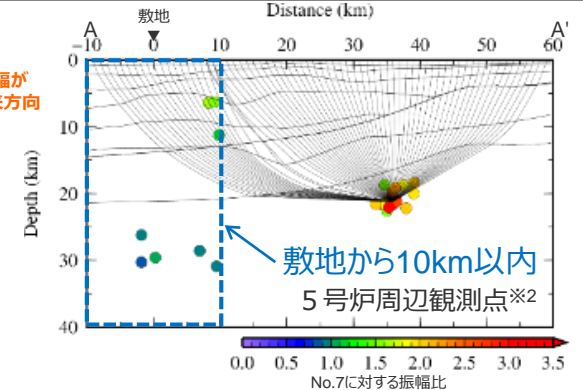 Distance (km)
A 敷地 A'
▼
-10 0 10 20 30 40 50 60
幅が
来方向
Depth (km)
0
10
20
30
40
敷地から10km以内
5号炉周辺観測点※2
0.0 0.5 1.0 1.5 2.0 2.5 3.0 3.5
No.7に対する振幅比